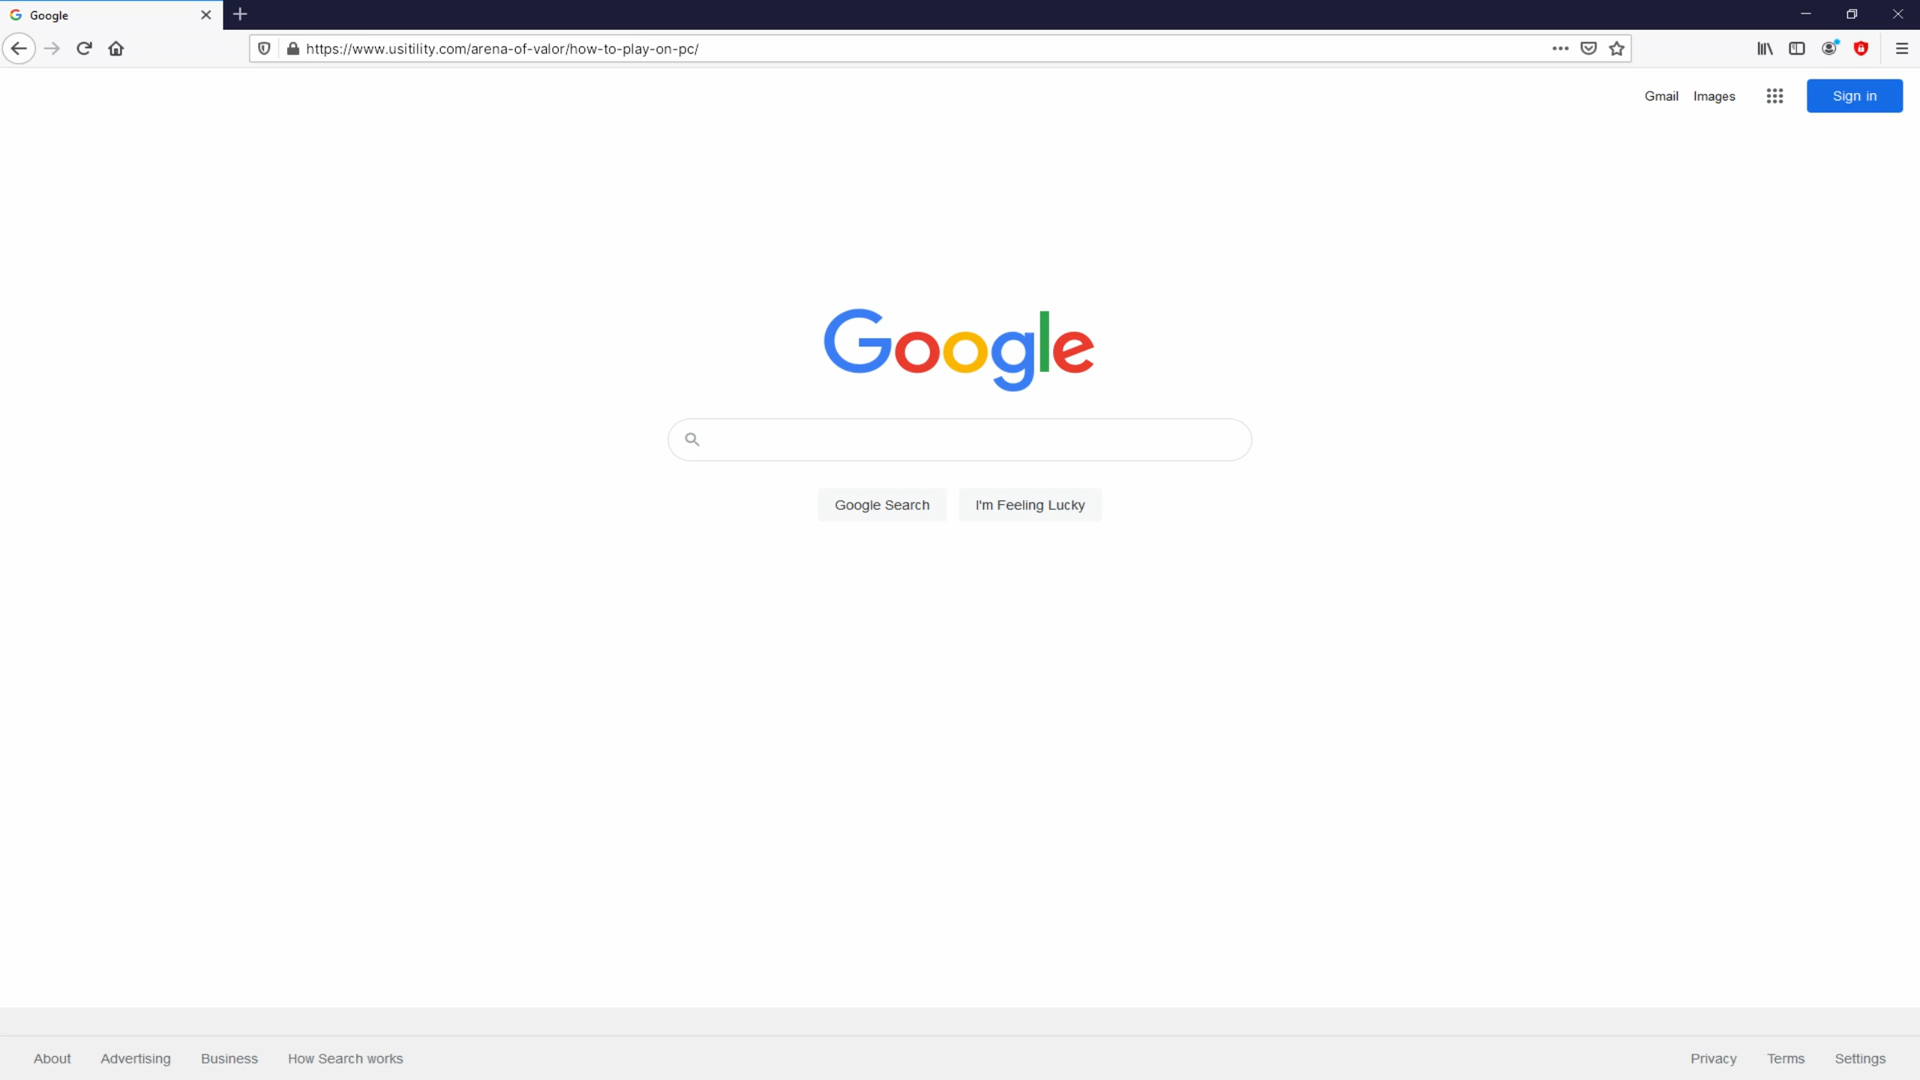 Google
https://www.usitility.com/arena-of-valor/how-to-play-on-pc/
Gmail Images Sign in
Google
Google Search I'm Feeling Lucky
About Advertising Business How Search works Privacy Terms Settings